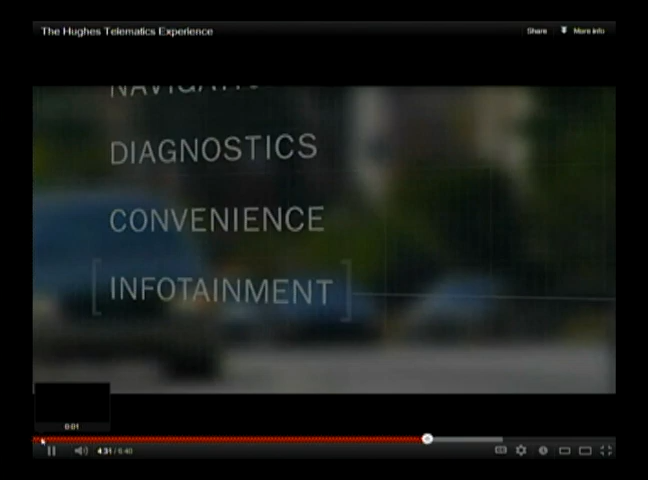 The Hughes Telematics Experience
Share
More info
DIAGNOSTICS
CONVENIENCE
[INFOTAINMENT]
0:01
4:31 / 6:40